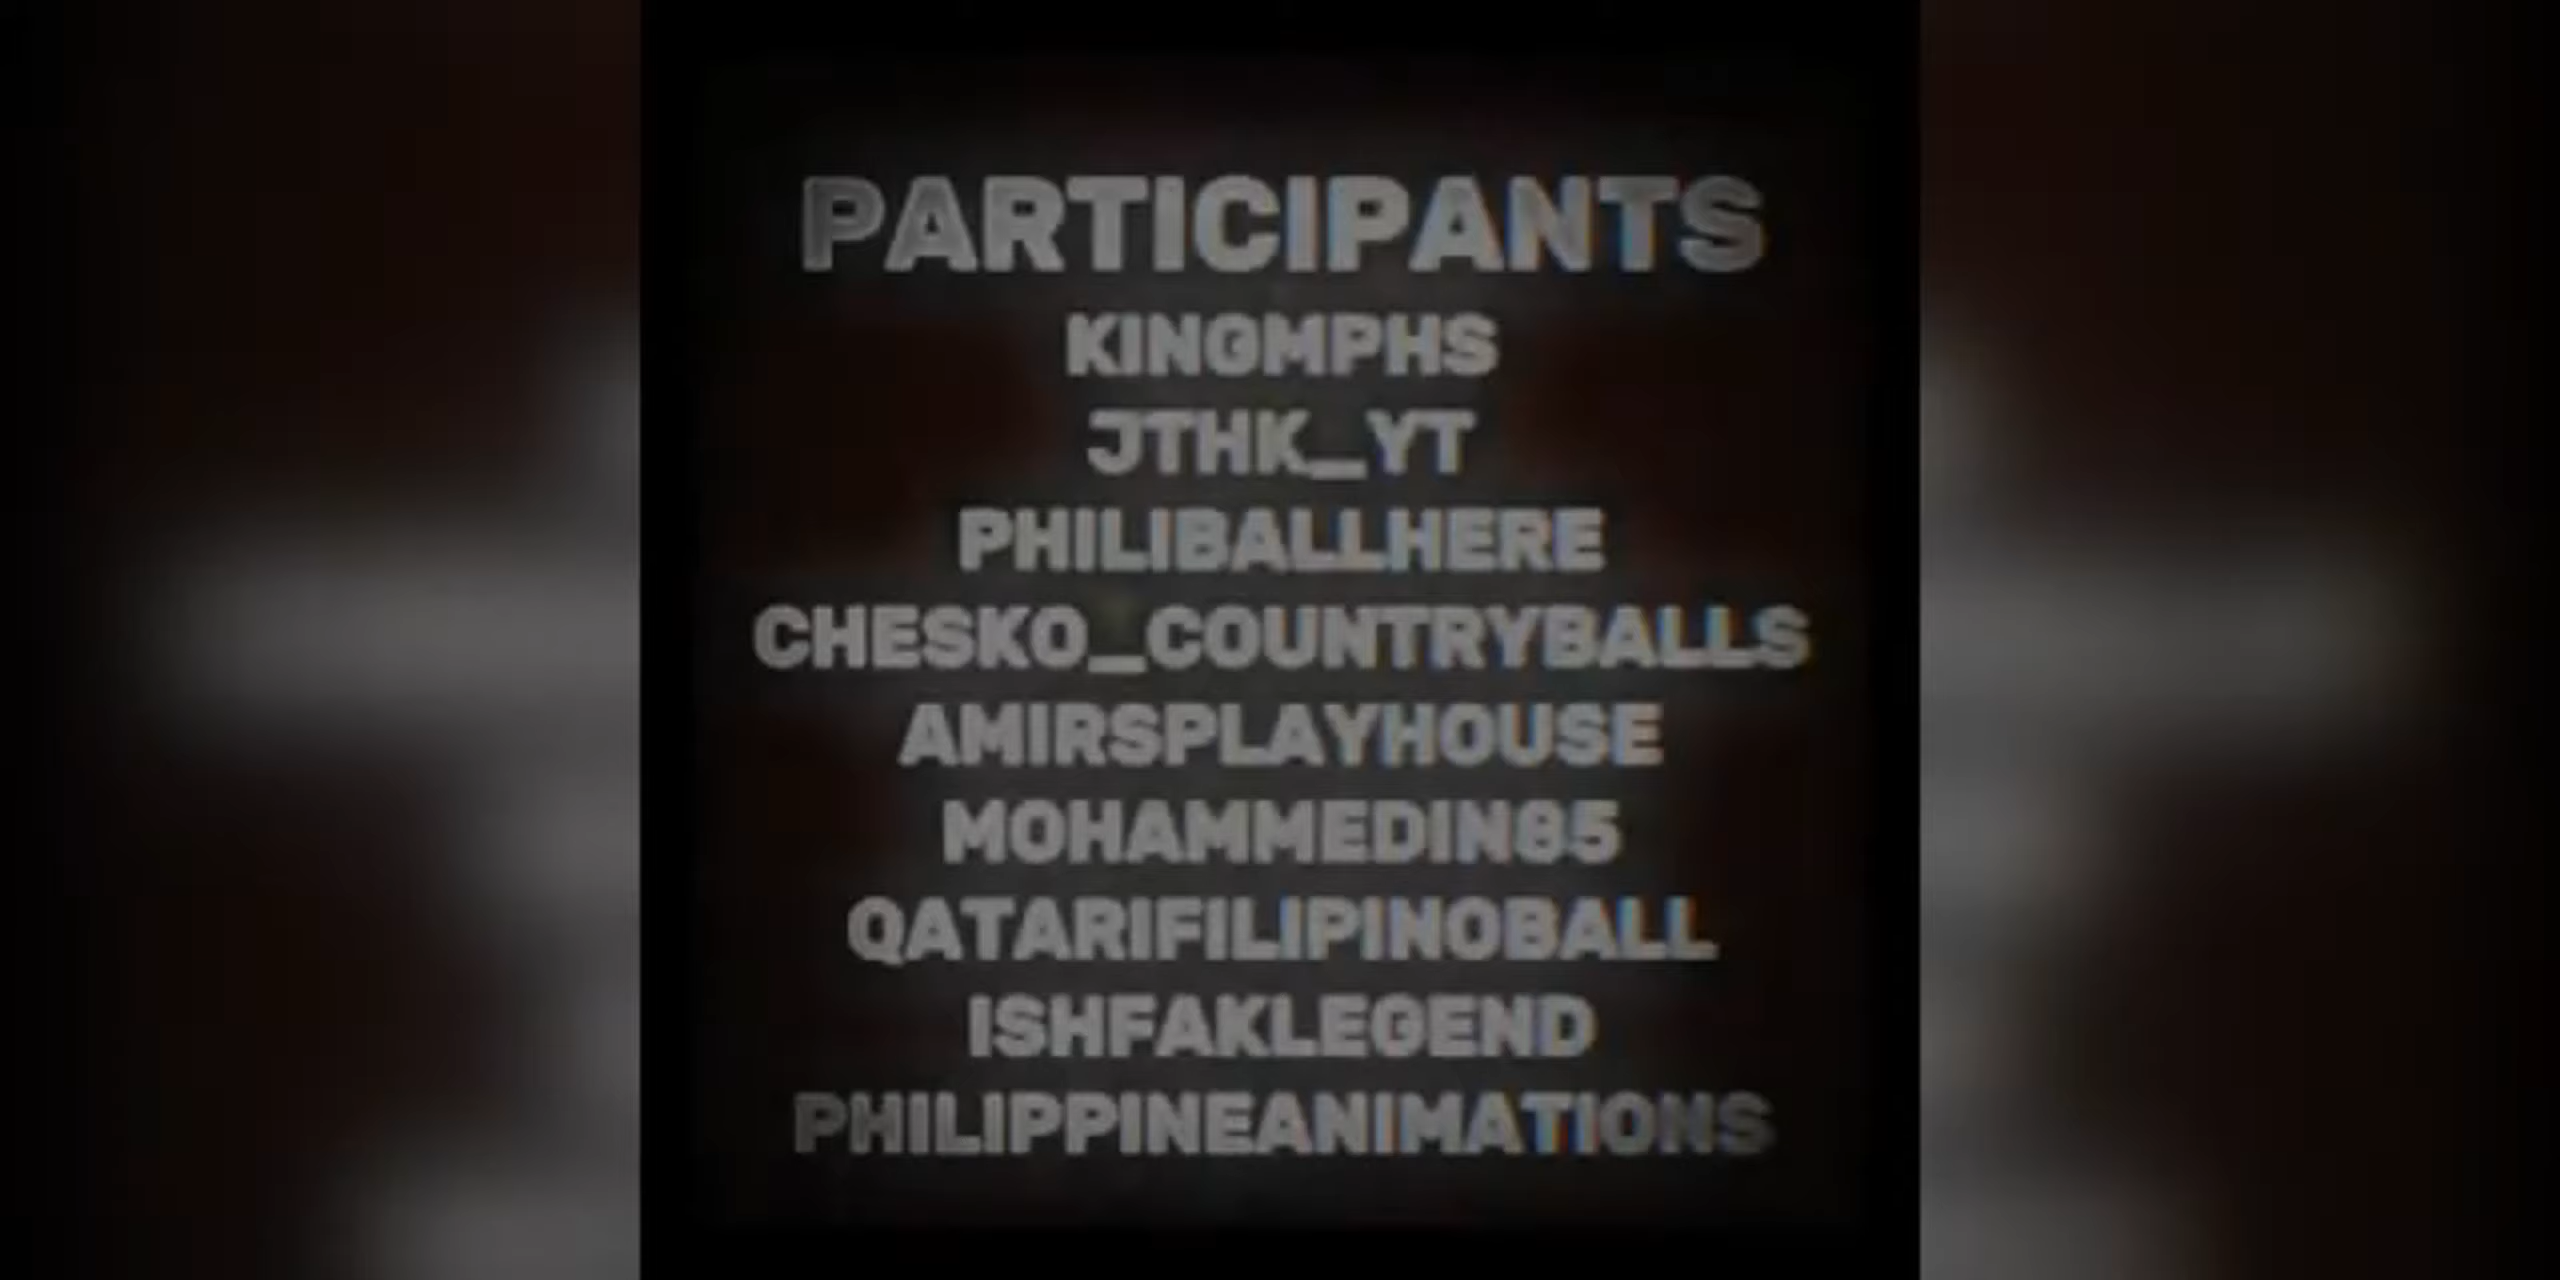 PARTICIPANTS
KINGMPHS
JTHK_YT
PHILIBALLHERE
CHESKO_COUNTRYBALLS
AMIRSPLAYHOUSE
MOHAMMEDIN85
QATARIFILIPINOBALL
ISHFAKLEGEND
PHILIPPINEANIMATIONS